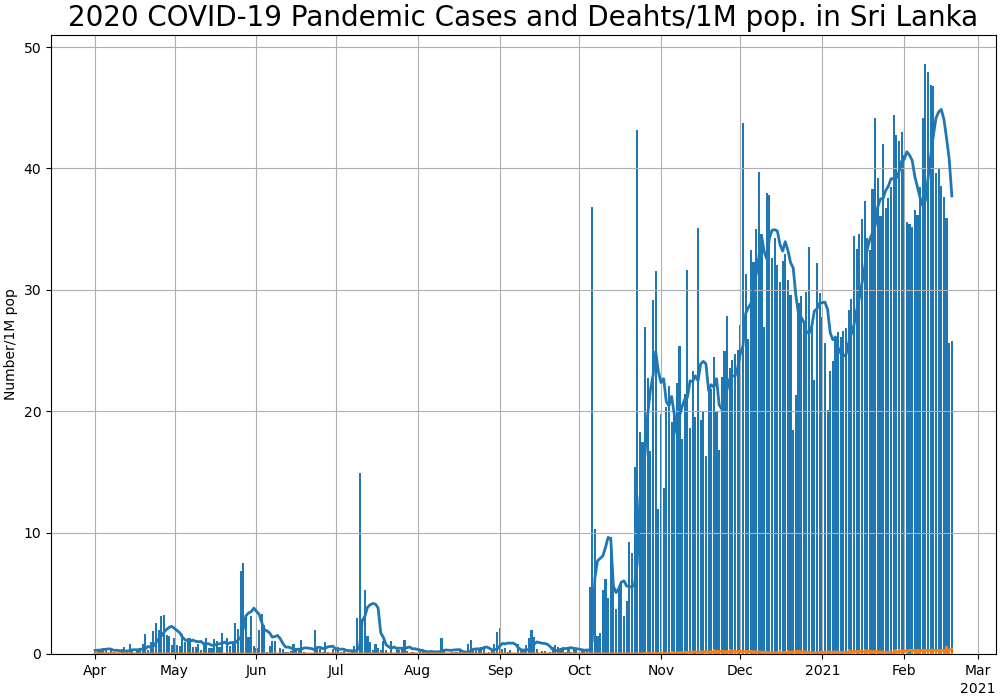 2020 COVID-19 Pandemic Cases and Deahts/1M pop. in Sri Lanka
50
40
30
20
10
0
Number/1M pop
Apr May Jun Jul Aug Sep Oct Nov Dec 2021 Feb Mar
2021